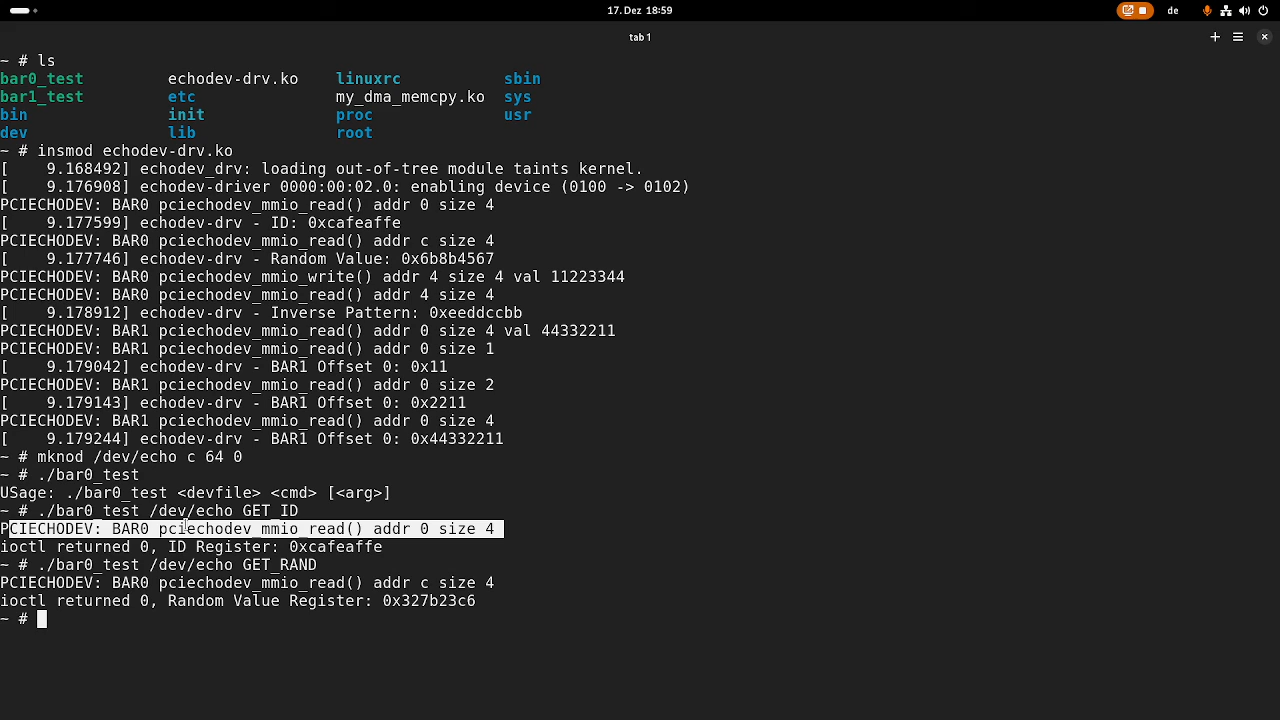 17. Dez 18:59
de
tab 1
~ # ls
bar0_test echodev-drv.ko linuxrc sbin
bar1_test etc my_dma_memcpy.ko sys
bin init proc usr
dev lib root
~ # insmod echodev-drv.ko
[    9.168492] echodev_drv: loading out-of-tree module taints kernel.
[    9.176908] echodev-driver 0000:00:02.0: enabling device (0100 -> 0102)
PCIECHODEV: BAR0 pciechodev_mmio_read() addr 0 size 4
[    9.177599] echodev-drv - ID: 0xcafeaffe
PCIECHODEV: BAR0 pciechodev_mmio_read() addr c size 4
[    9.177746] echodev-drv - Random Value: 0x6b8b4567
PCIECHODEV: BAR0 pciechodev_mmio_write() addr 4 size 4 val 11223344
PCIECHODEV: BAR0 pciechodev_mmio_read() addr 4 size 4
[    9.178912] echodev-drv - Inverse Pattern: 0xeeddccbb
PCIECHODEV: BAR1 pciechodev_mmio_read() addr 0 size 4 val 44332211
PCIECHODEV: BAR1 pciechodev_mmio_read() addr 0 size 1
[    9.179042] echodev-drv - BAR1 Offset 0: 0x11
PCIECHODEV: BAR1 pciechodev_mmio_read() addr 0 size 2
[    9.179143] echodev-drv - BAR1 Offset 0: 0x2211
PCIECHODEV: BAR1 pciechodev_mmio_read() addr 0 size 4
[    9.179244] echodev-drv - BAR1 Offset 0: 0x44332211
~ # mknod /dev/echo c 64 0
~ # ./bar0_test
USage: ./bar0_test <devfile> <cmd> [<arg>]
~ # ./bar0_test /dev/echo GET_ID
PCIECHODEV: BAR0 pciechodev_mmio_read() addr 0 size 4
ioctl returned 0, ID Register: 0xcafeaffe
~ # ./bar0_test /dev/echo GET_RAND
PCIECHODEV: BAR0 pciechodev_mmio_read() addr c size 4
ioctl returned 0, Random Value Register: 0x327b23c6
~ #